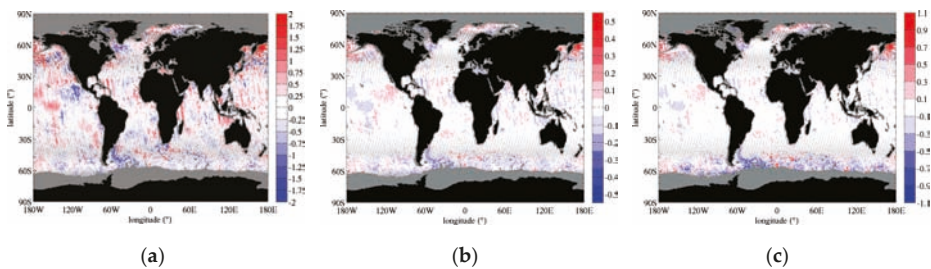 90N
60N
30N
0
30S
60S
90S
latitude (°)
180W 120W 60W 0 60E 120E 180E
longitude (°)
2
1.75
1.5
1.25
1
0.75
0.5
0.25
0
-0.25
-0.5
-0.75
-1
-1.25
-1.5
-1.75
-2
(a)
90N
60N
30N
0
30S
60S
90S
latitude (°)
180W 120W 60W 0 60E 120E 180E
longitude (°)
0.5
0.4
0.3
0.2
0.1
-0.1
-0.2
-0.3
-0.4
-0.5
(b)
90N
60N
30N
0
30S
60S
90S
latitude (°)
180W 120W 60W 0 60E 120E 180E
longitude (°)
1.1
0.9
0.7
0.5
0.3
-0.1
-0.3
-0.5
-0.7
-0.9
-1.1
(c)